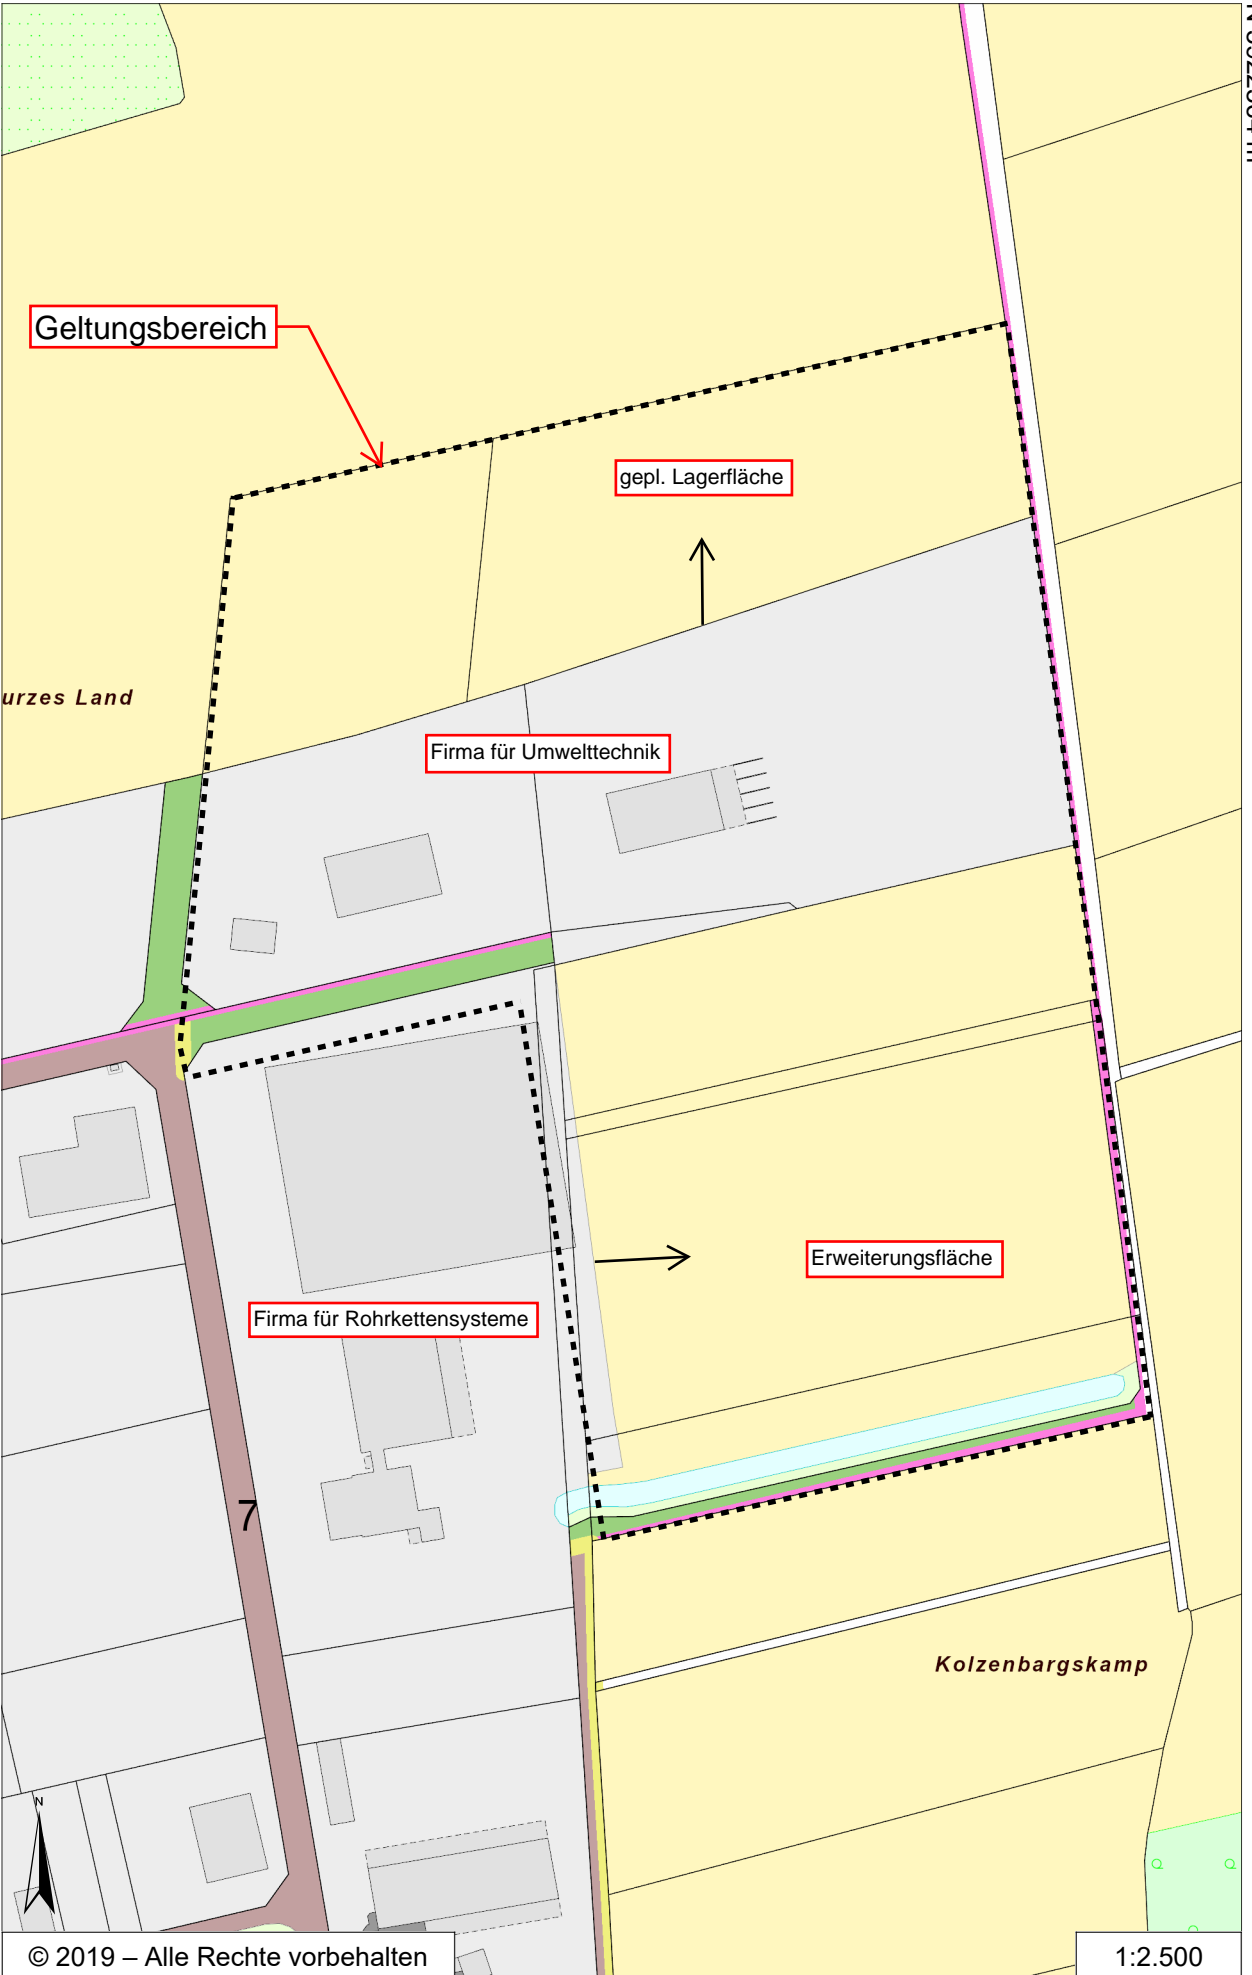 Geltungsbereich
gepl. Lagerfläche
urzes Land
Firma für Umwelttechnik
Erweiterungsfläche
Firma für Rohrkettensysteme
7
Kolzenbargskamp
N
© 2019 – Alle Rechte vorbehalten
1:2.500